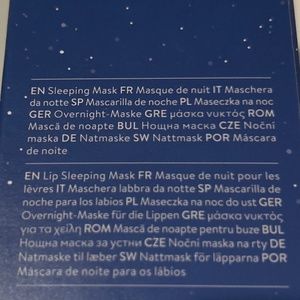 EN Sleeping Mask FR Masque de nuit IT Maschera
da notte SP Mascarilla de noche PL Maseczka na noc
GER Overnight-Maske GRE μάσκα νυκτός ROM
Mască de noapte BUL Нощна маска CZE Noční
maska DE Natmaske SW Nattmask POR Máscara
de noite
EN Lip Sleeping Mask FR Masque de nuit pour les
lèvres IT Maschera labbra da notte SP Mascarilla de
noche para los labios PL Maseczka na noc do ust GER
Overnight-Maske für die Lippen GRE μάσκα νυκτός
για τα χείλη ROM Mască de noapte pentru buze BUL
Нощна маска за устни CZE Noční maska na rty DE
Natmaske til læber SW Nattmask för läpparna POR
Máscara de noite para os lábios